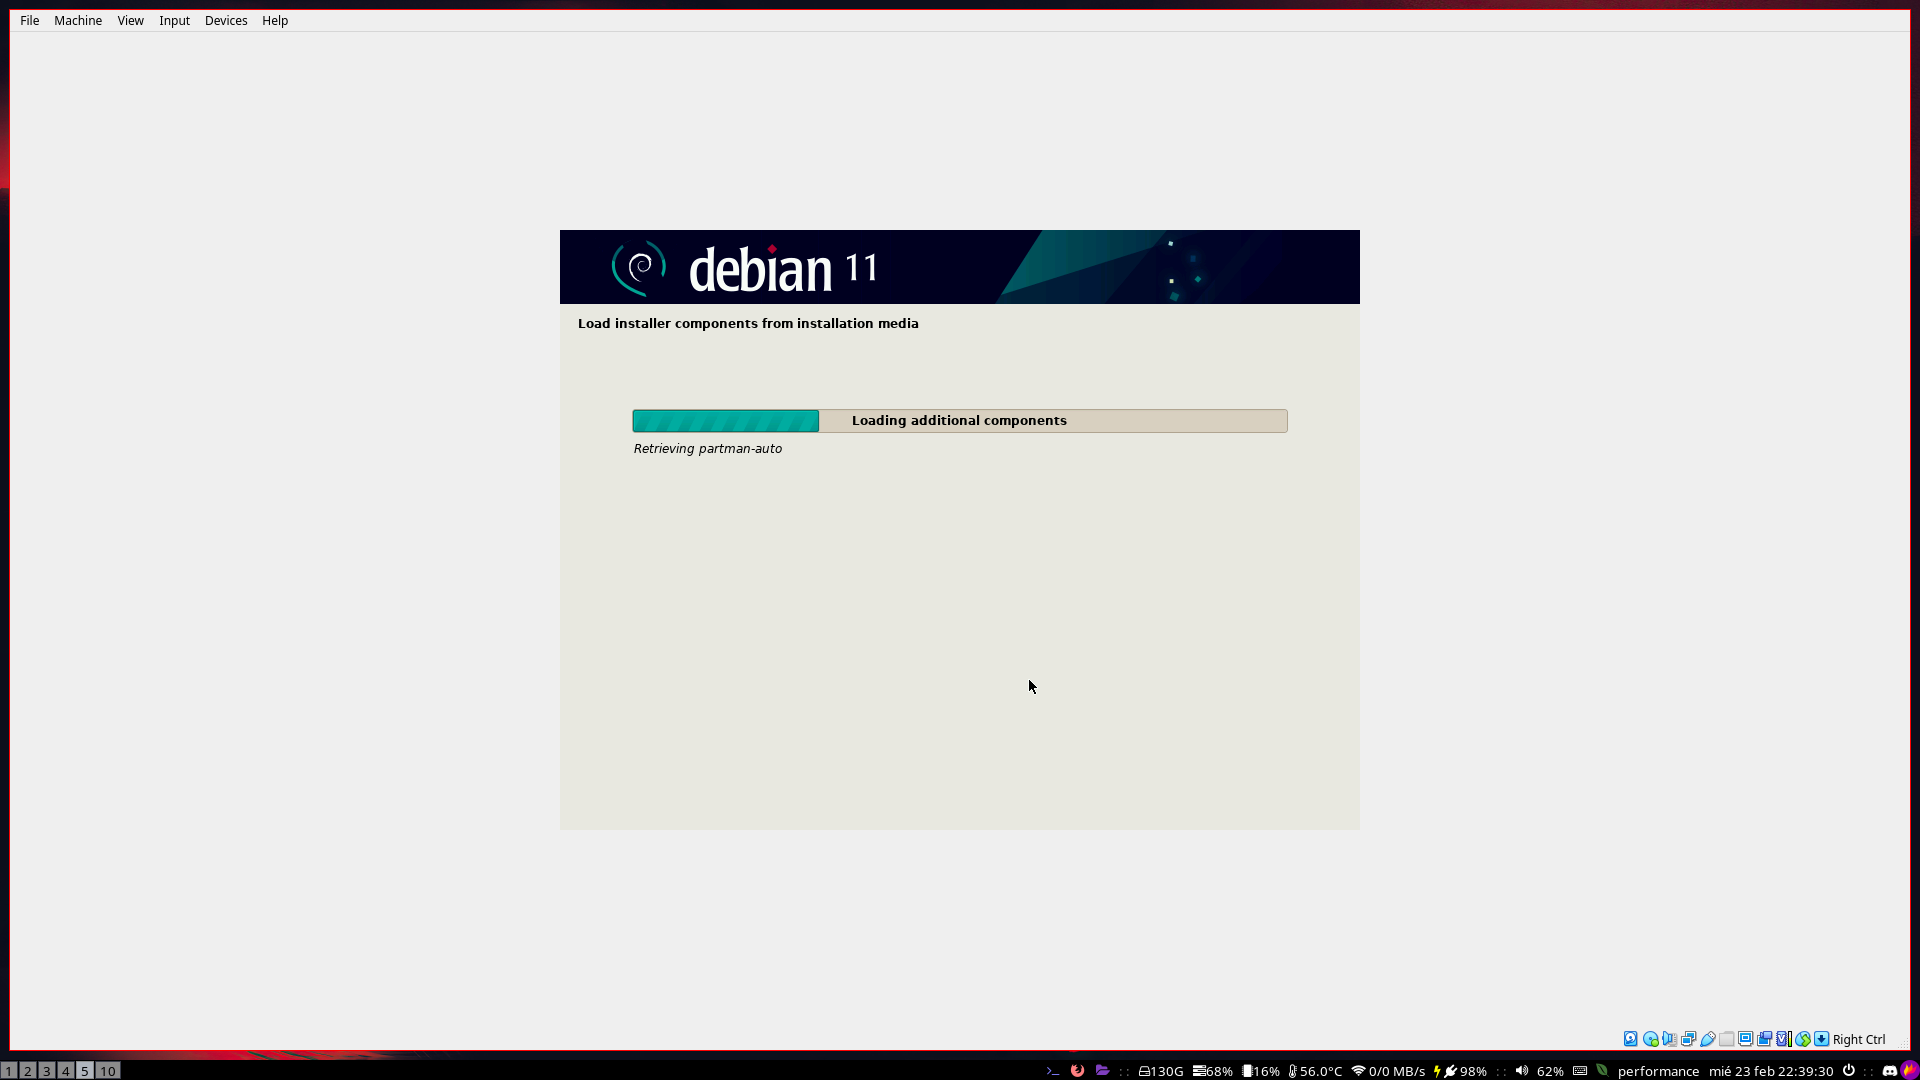 File Machine View Input Devices Help
debian 11
Load installer components from installation media
Loading additional components
Retrieving partman-auto
Right Ctrl
1 2 3 4 5 10 :: 130G 68% 16% 56.0°C 0/0 MB/s 98% :: 62% performance mié 23 feb 22:39:30 ::